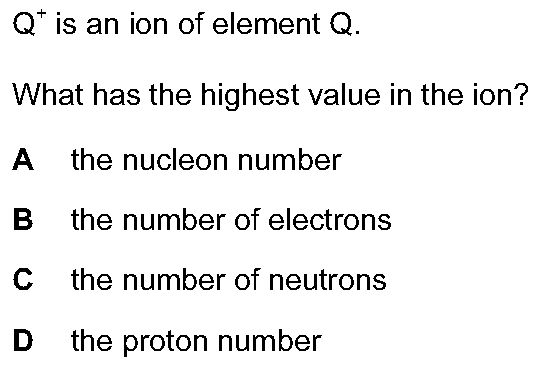 Q⁺ is an ion of element Q.
What has the highest value in the ion?
A the nucleon number
B the number of electrons
C the number of neutrons
D the proton number